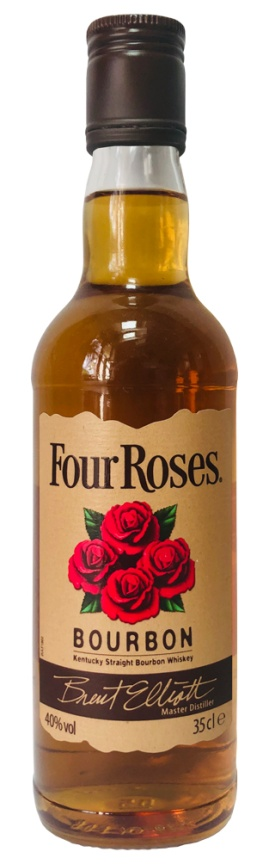 Four Roses.
BOURBON
Kentucky Straight Bourbon Whiskey
Brent Elliott
Master Distiller
40% vol 35cl ℮